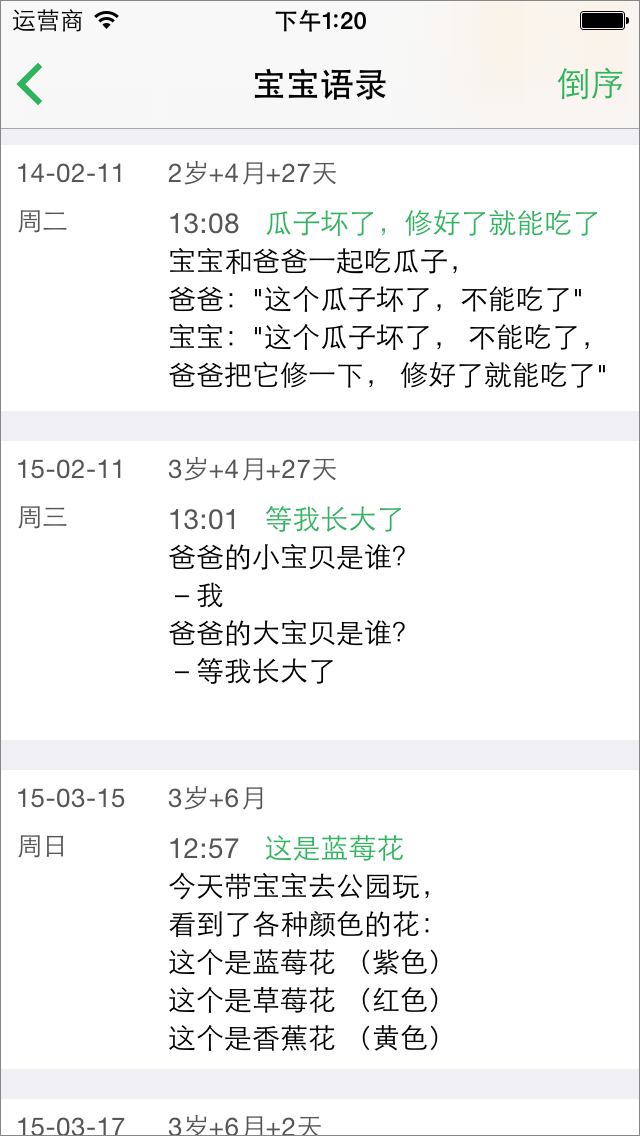 运营商 下午1:20
宝宝语录 倒序
14-02-11 2岁+4月+27天
周二 13:08 瓜子坏了，修好了就能吃了
宝宝和爸爸一起吃瓜子，
爸爸："这个瓜子坏了，不能吃了"
宝宝："这个瓜子坏了， 不能吃了，
爸爸把它修一下， 修好了就能吃了"
15-02-11 3岁+4月+27天
周三 13:01 等我长大了
爸爸的小宝贝是谁？
– 我
爸爸的大宝贝是谁？
– 等我长大了
15-03-15 3岁+6月
周日 12:57 这是蓝莓花
今天带宝宝去公园玩，
看到了各种颜色的花：
这个是蓝莓花 （紫色）
这个是草莓花 （红色）
这个是香蕉花 （黄色）
15-03-17 3岁+6月+2天